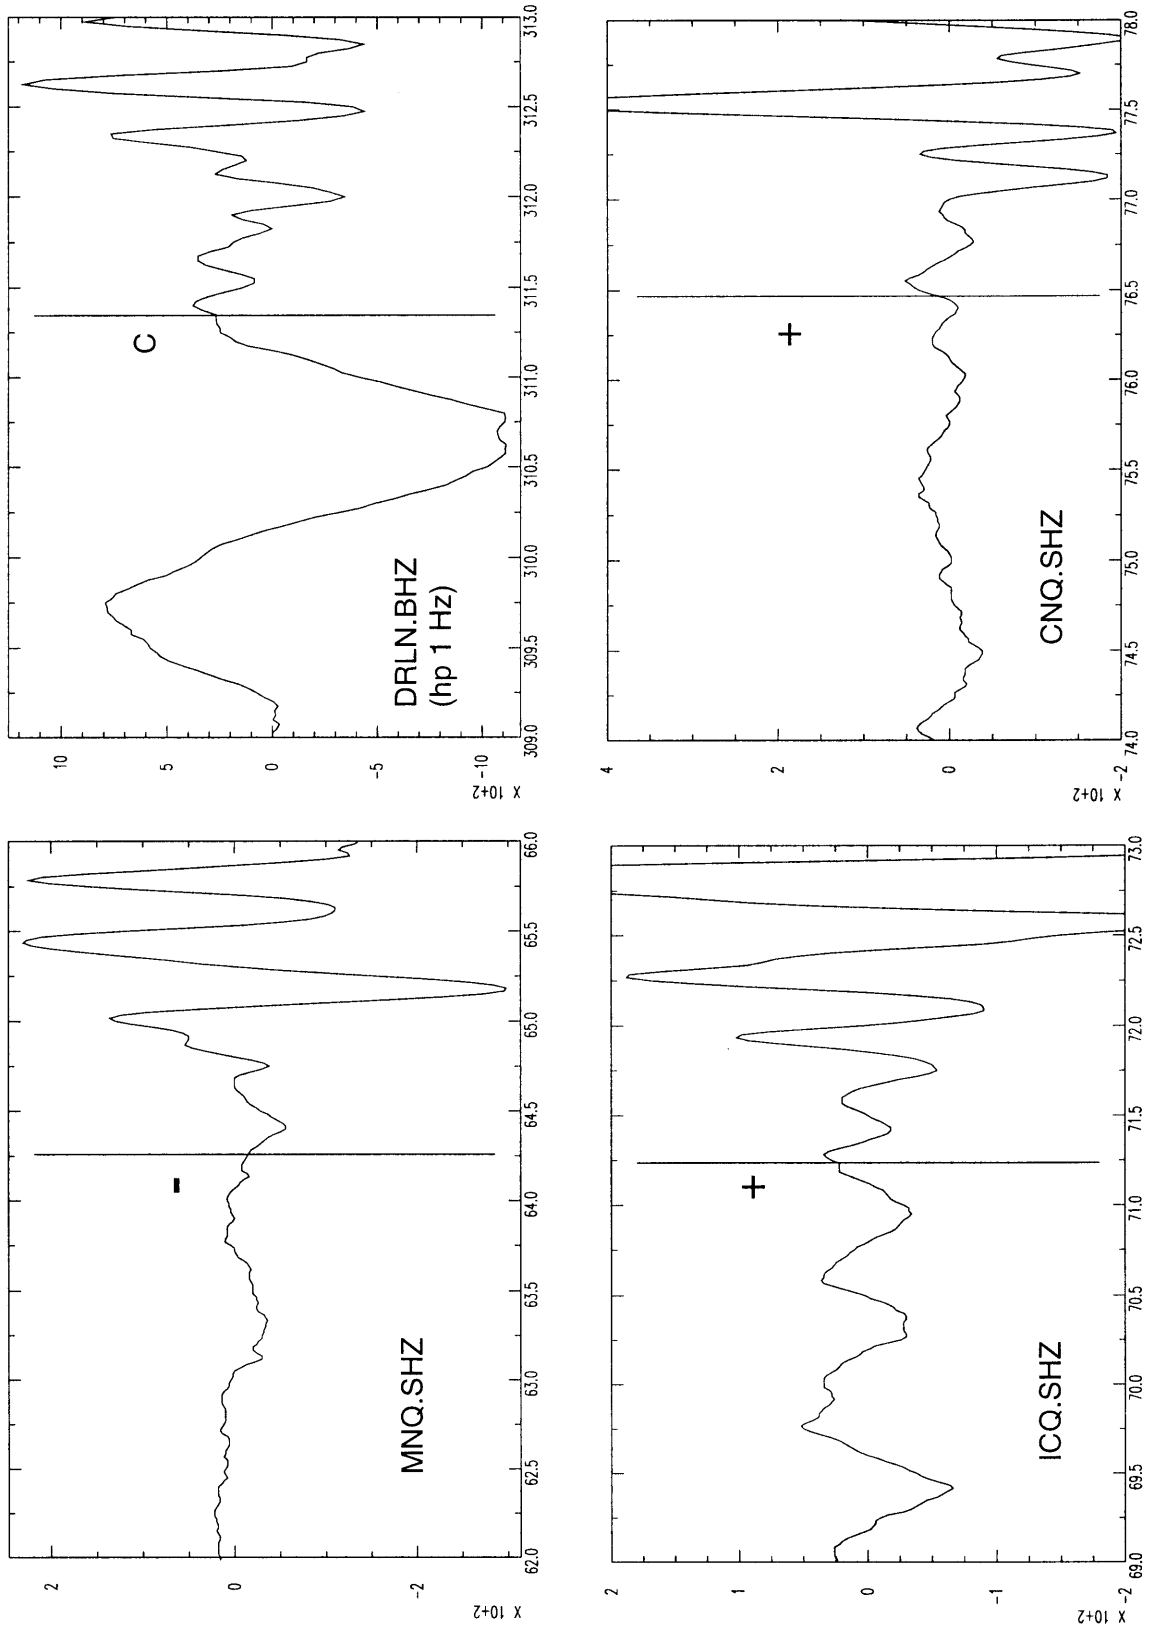 2
0
-2
X 10+2
-
MNQ.SHZ
62.0 62.5 63.0 63.5 64.0 64.5 65.0 65.5 66.0
10
5
0
-5
-10
X 10+2
C
DRLN.BHZ
(hp 1 Hz)
309.0 309.5 310.0 310.5 311.0 311.5 312.0 312.5 313.0
2
1
0
-1
-2
X 10+2
+
ICQ.SHZ
69.0 69.5 70.0 70.5 71.0 71.5 72.0 72.5 73.0
4
2
0
-2
X 10+2
+
CNQ.SHZ
74.0 74.5 75.0 75.5 76.0 76.5 77.0 77.5 78.0